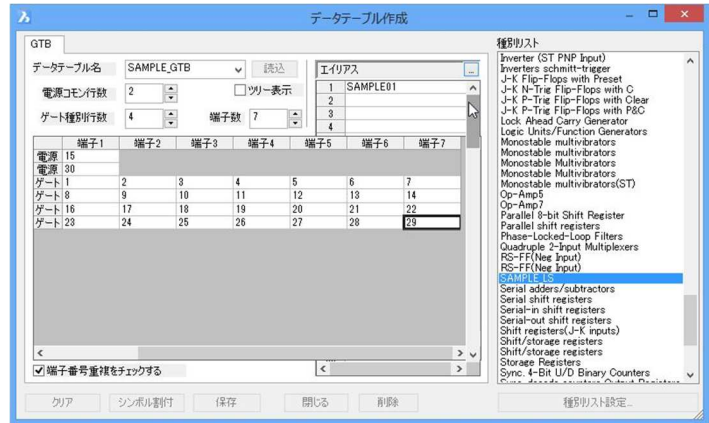 データテーブル作成
GTB
データテーブル名 SAMPLE_GTB 読込
電源コモン行数 2 ツリー表示
ゲート種別行数 4 端子数 7
エイリアス ...
1 SAMPLE01
2
3
4
端子1 端子2 端子3 端子4 端子5 端子6 端子7
電源 15
電源 30
ゲート 1 2 3 4 5 6 7
ゲート 8 9 10 11 12 13 14
ゲート 16 17 18 19 20 21 22
ゲート 23 24 25 26 27 28 29
端子番号重複をチェックする
クリア シンボル割付 保存 閉じる 削除
種別リスト
Inverter (ST PNP Input)
Inverters schmitt-trigger
J-K Flip-Flops with Preset
J-K N-Trig Flip-Flops with C
J-K P-Trig Flip-Flops with Clear
J-K P-Trig Flip-Flops with P&C
Lock Ahead Carry Generator
Logic Units/Function Generators
Monostable multivibrators
Monostable Multivibrators
Monostable multivibrators
Monostable Multivibrators
Monostable multivibrators(ST)
Op-Amp5
Op-Amp7
Parallel 8-bit Shift Register
Parallel shift registers
Phase-Locked-Loop Filters
Quadruple 2-Input Multiplexers
RS-FF(Neg Input)
RS-FF(Neg Input)
SAMPLE LS
Serial adders/subtractors
Serial shift registers
Serial-in shift registers
Serial-out shift registers
Shift registers(J-K inputs)
Shift/storage registers
Shift/storage registers
Storage Registers
Sync. 4-Bit U/D Binary Counters
種別リスト設定...